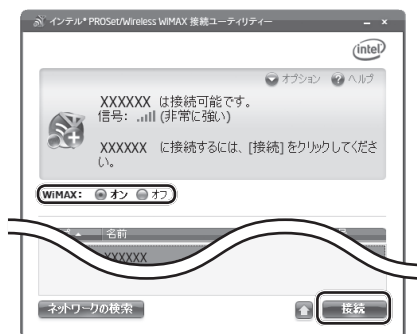 インテル® PROSet/Wireless WiMAX 接続ユーティリティー
intel
オプション ヘルプ
XXXXXX は接続可能です。
信号: (非常に強い)
XXXXXX に接続するには、[接続] をクリックしてくださ
い。
WiMAX: オン オフ
名前
XXXXXX
ネットワークの検索 接続